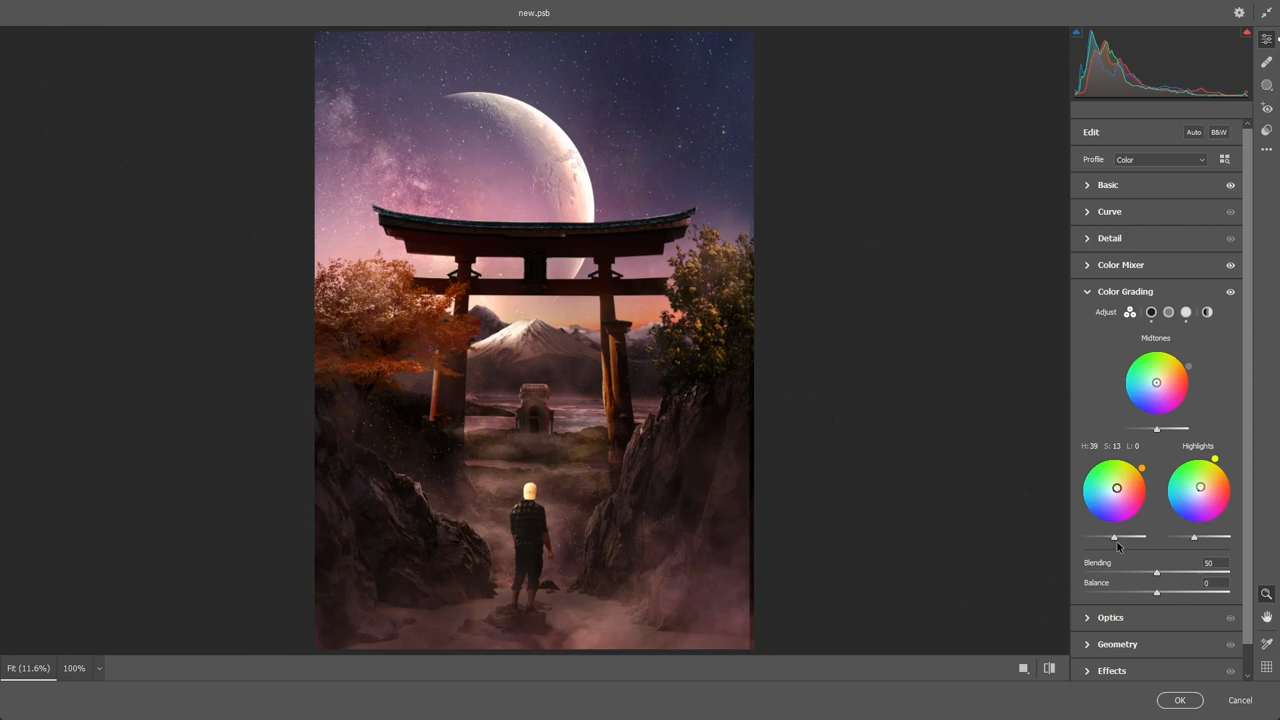 new.psb
Edit
Auto
B&W
Profile
Color
Basic
Curve
Detail
Color Mixer
Color Grading
Adjust
Midtones
H: 39 S: 13 L: 0
Highlights
Blending
50
Balance
0
Optics
Geometry
Effects
Fit (11.6%)
100%
OK
Cancel